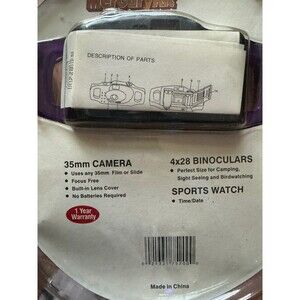 DESCRIPTION OF PARTS
35mm CAMERA
• Uses any 35mm Film or Slide
• Focus Free
• Built-in Lens Cover
• No Batteries Required
1 Year
Warranty
4x28 BINOCULARS
• Perfect Size for Camping,
Sight Seeing and Birdwatching
SPORTS WATCH
• Time/Date
Made in China